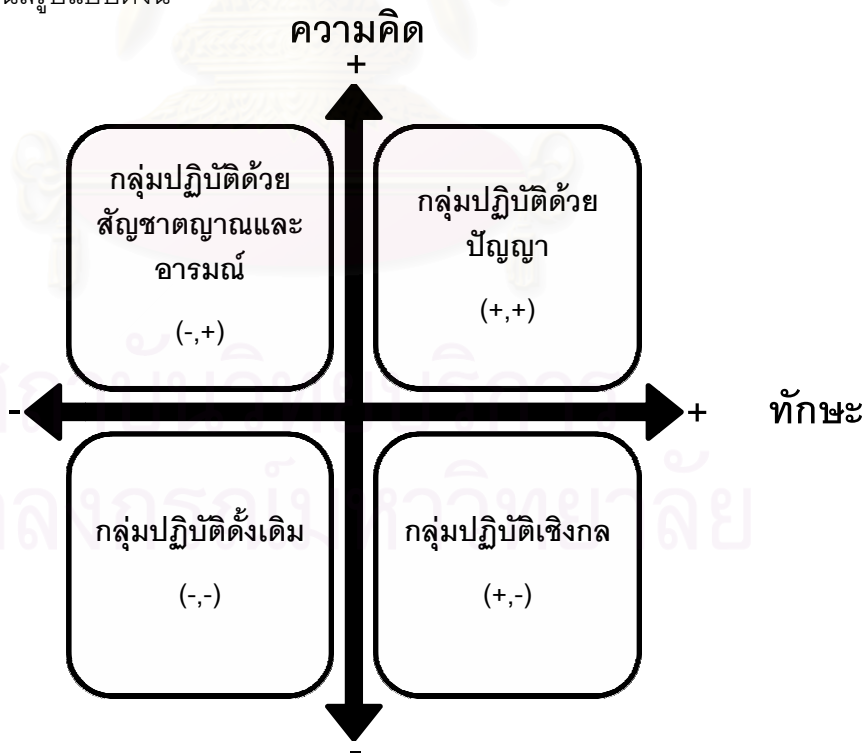 ความคิด
+
กลุ่มปฏิบัติด้วย
สัญชาตญาณและ
อารมณ์
(-,+)
กลุ่มปฏิบัติด้วย
ปัญญา
(+,+)
-
+
ทักษะ
กลุ่มปฏิบัติดั้งเดิม
(-,-)
กลุ่มปฏิบัติเชิงกล
(+,-)
-